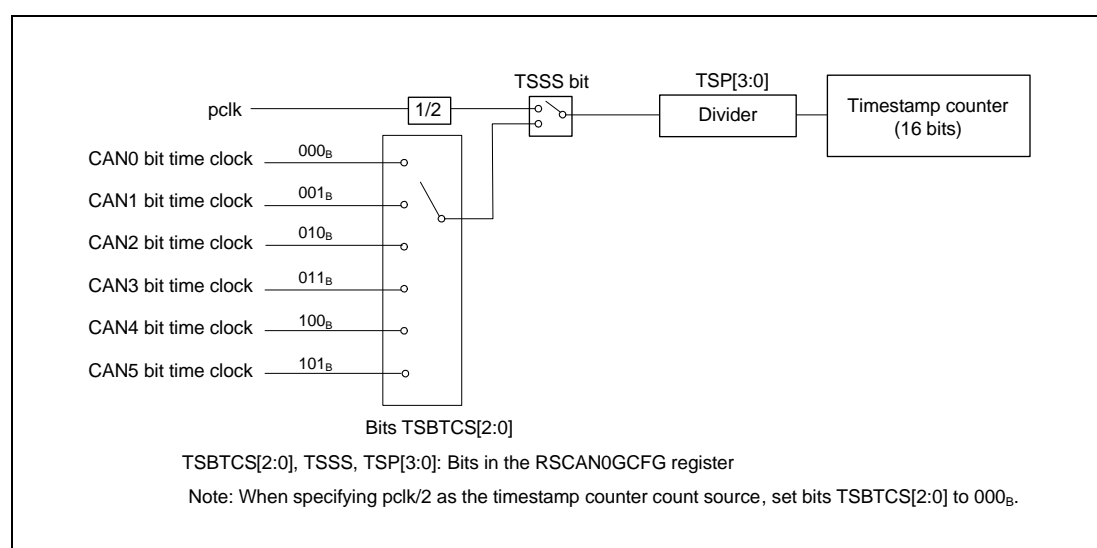 TSSS bit
TSP[3:0]
pclk
1/2
Divider
Timestamp counter
(16 bits)
CAN0 bit time clock 000B
CAN1 bit time clock 001B
CAN2 bit time clock 010B
CAN3 bit time clock 011B
CAN4 bit time clock 100B
CAN5 bit time clock 101B
Bits TSBTCS[2:0]
TSBTCS[2:0], TSSS, TSP[3:0]: Bits in the RSCAN0GCFG register
Note: When specifying pclk/2 as the timestamp counter count source, set bits TSBTCS[2:0] to 000B.